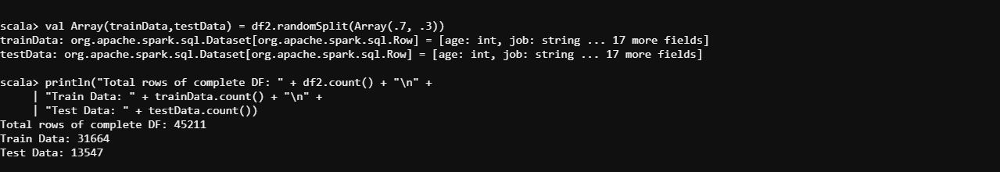 scala> val Array(trainData,testData) = df2.randomSplit(Array(.7, .3))
trainData: org.apache.spark.sql.Dataset[org.apache.spark.sql.Row] = [age: int, job: string ... 17 more fields]
testData: org.apache.spark.sql.Dataset[org.apache.spark.sql.Row] = [age: int, job: string ... 17 more fields]
scala> println("Total rows of complete DF: " + df2.count() + "\n" +
     | "Train Data: " + trainData.count() + "\n" +
     | "Test Data: " + testData.count())
Total rows of complete DF: 45211
Train Data: 31664
Test Data: 13547